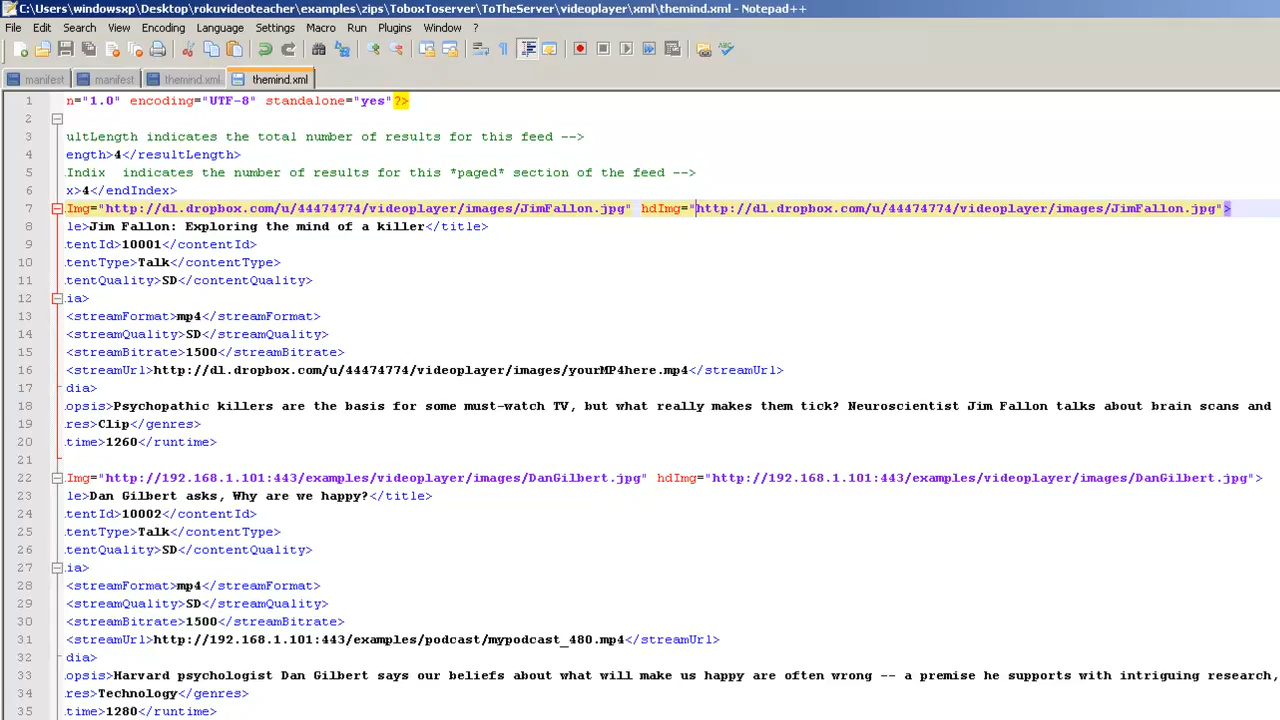 C:\Users\windowsxp\Desktop\rokuvideoteacher\examples\zips\ToboxToserver\ToTheServer\videoplayer\xml\themind.xml - Notepad++
File Edit Search View Encoding Language Settings Macro Run Plugins Window ?
manifest manifest themind.xml themind.xml
1 n="1.0" encoding="UTF-8" standalone="yes"?>
2
3 ultLength indicates the total number of results for this feed -->
4 ength>4</resultLength>
5 Indix  indicates the number of results for this *paged* section of the feed -->
6 x>4</endIndex>
7 Img="http://dl.dropbox.com/u/44474774/videoplayer/images/JimFallon.jpg" hdImg="http://dl.dropbox.com/u/44474774/videoplayer/images/JimFallon.jpg">
8 le>Jim Fallon: Exploring the mind of a killer</title>
9 tentId>10001</contentId>
10 tentType>Talk</contentType>
11 tentQuality>SD</contentQuality>
12 ia>
13 <streamFormat>mp4</streamFormat>
14 <streamQuality>SD</streamQuality>
15 <streamBitrate>1500</streamBitrate>
16 <streamUrl>http://dl.dropbox.com/u/44474774/videoplayer/images/yourMP4here.mp4</streamUrl>
17 dia>
18 opsis>Psychopathic killers are the basis for some must-watch TV, but what really makes them tick? Neuroscientist Jim Fallon talks about brain scans and
19 res>Clip</genres>
20 time>1260</runtime>
21
22 Img="http://192.168.1.101:443/examples/videoplayer/images/DanGilbert.jpg" hdImg="http://192.168.1.101:443/examples/videoplayer/images/DanGilbert.jpg">
23 le>Dan Gilbert asks, Why are we happy?</title>
24 tentId>10002</contentId>
25 tentType>Talk</contentType>
26 tentQuality>SD</contentQuality>
27 ia>
28 <streamFormat>mp4</streamFormat>
29 <streamQuality>SD</streamQuality>
30 <streamBitrate>1500</streamBitrate>
31 <streamUrl>http://192.168.1.101:443/examples/podcast/mypodcast_480.mp4</streamUrl>
32 dia>
33 opsis>Harvard psychologist Dan Gilbert says our beliefs about what will make us happy are often wrong -- a premise he supports with intriguing research,
34 res>Technology</genres>
35 time>1280</runtime>